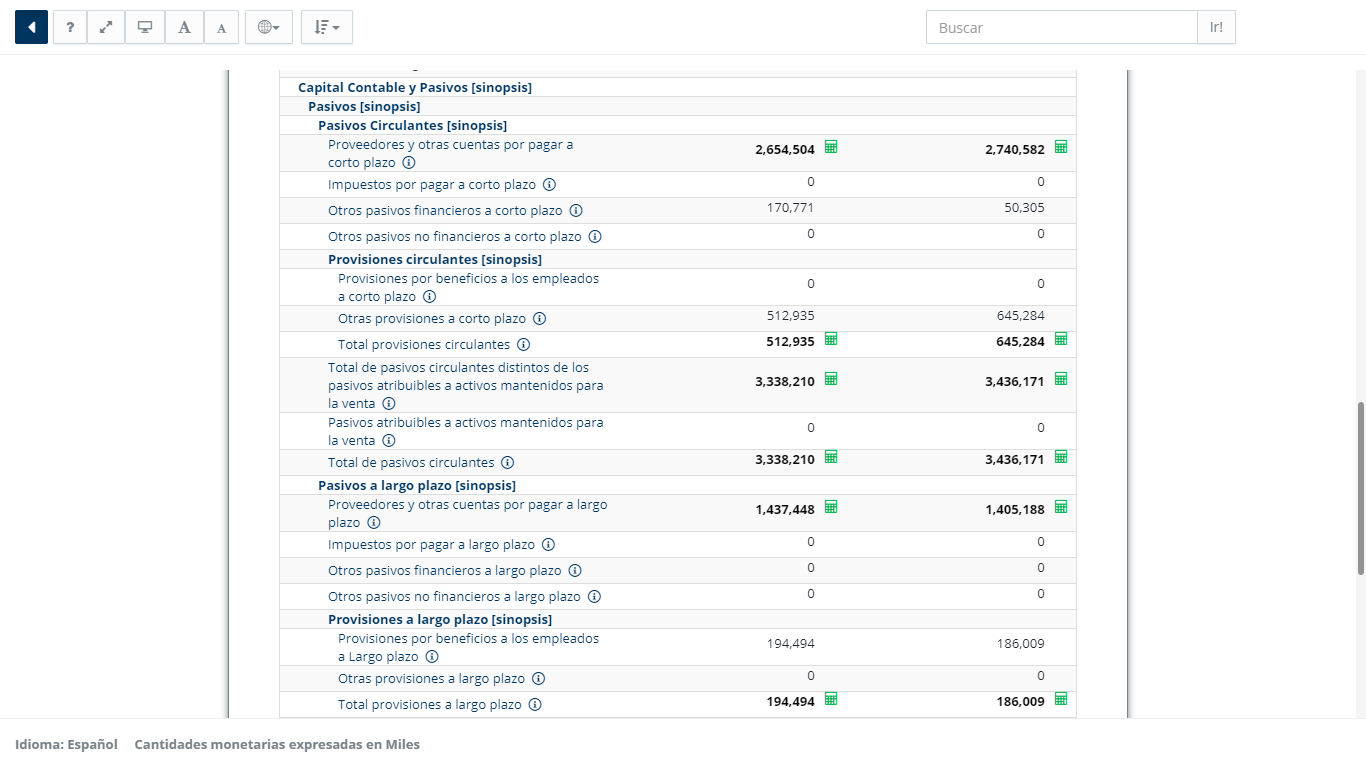 ?
A
A
Buscar
Ir!
Capital Contable y Pasivos [sinopsis]
Pasivos [sinopsis]
Pasivos Circulantes [sinopsis]
Proveedores y otras cuentas por pagar a
corto plazo
2,654,504 2,740,582
Impuestos por pagar a corto plazo 0 0
Otros pasivos financieros a corto plazo 170,771 50,305
Otros pasivos no financieros a corto plazo 0 0
Provisiones circulantes [sinopsis]
Provisiones por beneficios a los empleados
a corto plazo
0 0
Otras provisiones a corto plazo 512,935 645,284
Total provisiones circulantes 512,935 645,284
Total de pasivos circulantes distintos de los
pasivos atribuibles a activos mantenidos para
la venta
3,338,210 3,436,171
Pasivos atribuibles a activos mantenidos para
la venta
0 0
Total de pasivos circulantes 3,338,210 3,436,171
Pasivos a largo plazo [sinopsis]
Proveedores y otras cuentas por pagar a largo
plazo
1,437,448 1,405,188
Impuestos por pagar a largo plazo 0 0
Otros pasivos financieros a largo plazo 0 0
Otros pasivos no financieros a largo plazo 0 0
Provisiones a largo plazo [sinopsis]
Provisiones por beneficios a los empleados
a Largo plazo
194,494 186,009
Otras provisiones a largo plazo 0 0
Total provisiones a largo plazo 194,494 186,009
Idioma: Español Cantidades monetarias expresadas en Miles